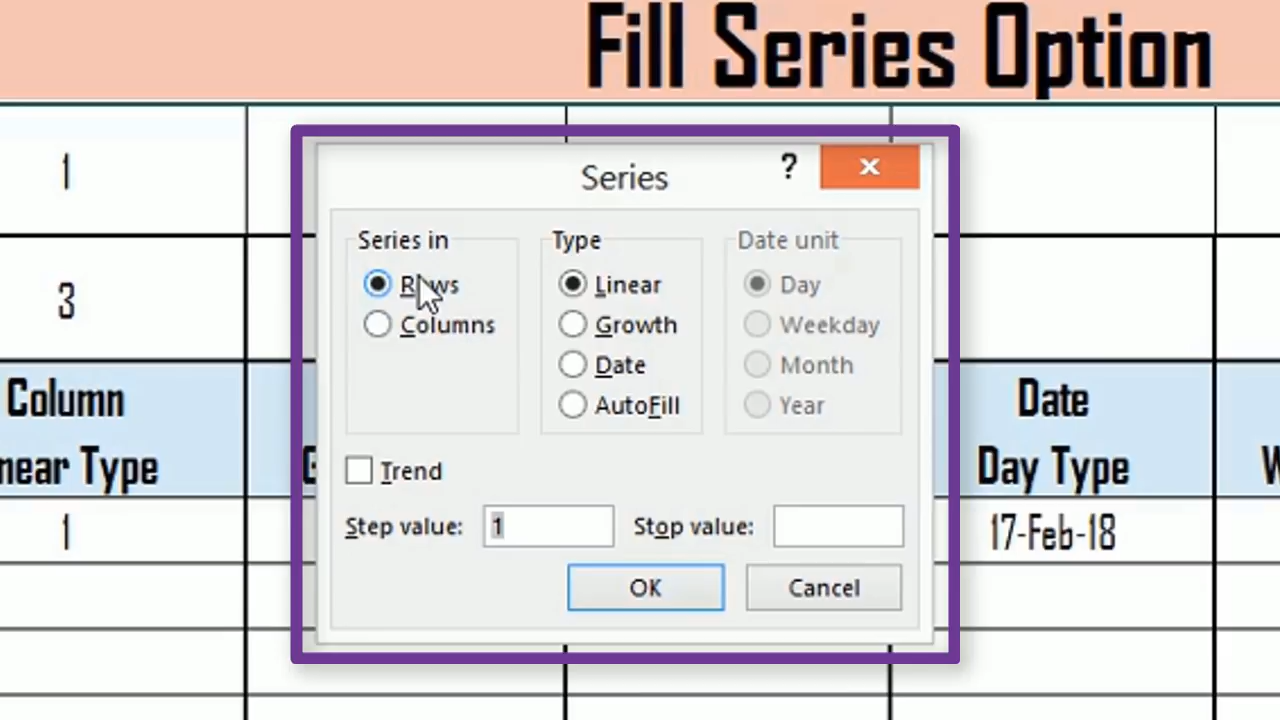 Fill Series Option
1
3
Series
?
Series in
Rows
Columns
Type
Linear
Growth
Date
AutoFill
Date unit
Day
Weekday
Month
Year
Trend
Step value: 1
Stop value:
OK
Cancel
Column
near Type
1
Date
Day Type
17-Feb-18